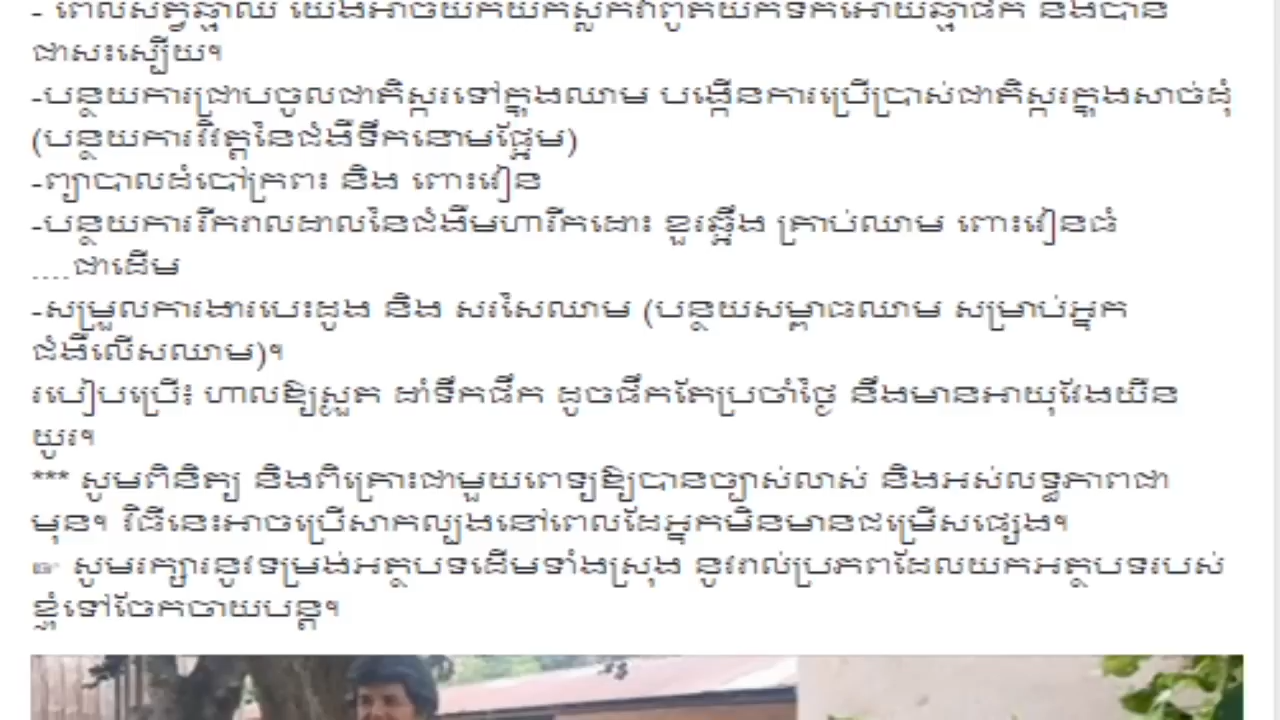 - ពេលសត្វឆ្មាឈឺ យើងអាចយកយកស្លឹកវាពូតយកទឹកអោយឆ្មាផឹក នឹងបាន
ជាសះស្បើយ។
-បន្ថយការជ្រាបចូលជាតិស្ករទៅក្នុងឈាម បង្កើនការប្រើប្រាស់ជាតិស្ករក្នុងសាច់ដុំ
(បន្ថយការវិវត្តនៃជំងឺទឹកនោមផ្អែម)
-ព្យាបាលដំបៅក្រពះ និង ពោះវៀន
-បន្ថយការរីករាលដាលនៃជំងឺមហារីកដោះ ខួរឆ្អឹង គ្រាប់ឈាម ពោះវៀនធំ
....ជាដើម
-សម្រួលការងារបេះដូង និង សរសៃឈាម (បន្ថយសម្ពាធឈាម សម្រាប់អ្នក
ជំងឺលើសឈាម)។
របៀបប្រើ៖ ហាលឱ្យស្ងួត ដាំទឹកផឹក ដូចផឹកតែប្រចាំថ្ងៃ នឹងមានអាយុវែងយឺន
យូរ។
*** សូមពិនិត្យ និងពិគ្រោះជាមួយពេទ្យឱ្យបានច្បាស់លាស់ និងអស់លទ្ធភាពជា
មុន។ វិធីនេះអាចប្រើសាកល្បងនៅពេលដែអ្នកមិនមានជម្រើសផ្សេង។
☞ សូមរក្សានូវទម្រង់អត្ថបទដើមទាំងស្រុង នូវរាល់ប្រភពដែលយកអត្ថបទរបស់
ខ្ញុំទៅចែកចាយបន្ត។